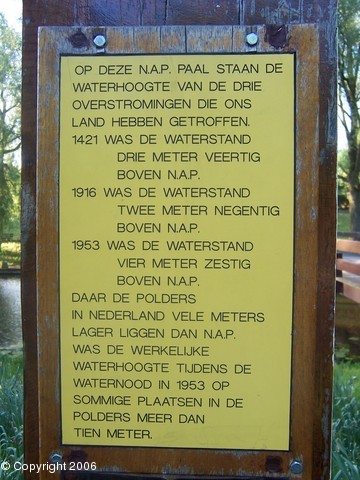 OP DEZE N.A.P. PAAL STAAN DE
WATERHOOGTE VAN DE DRIE
OVERSTROMINGEN DIE ONS
LAND HEBBEN GETROFFEN.
1421 WAS DE WATERSTAND
DRIE METER VEERTIG
BOVEN N.A.P.
1916 WAS DE WATERSTAND
TWEE METER NEGENTIG
BOVEN N.A.P.
1953 WAS DE WATERSTAND
VIER METER ZESTIG
BOVEN N.A.P.
DAAR DE POLDERS
IN NEDERLAND VELE METERS
LAGER LIGGEN DAN N.A.P.
WAS DE WERKELIJKE
WATERHOOGTE TIJDENS DE
WATERNOOD IN 1953 OP
SOMMIGE PLAATSEN IN DE
POLDERS MEER DAN
TIEN METER.
© Copyright 2006